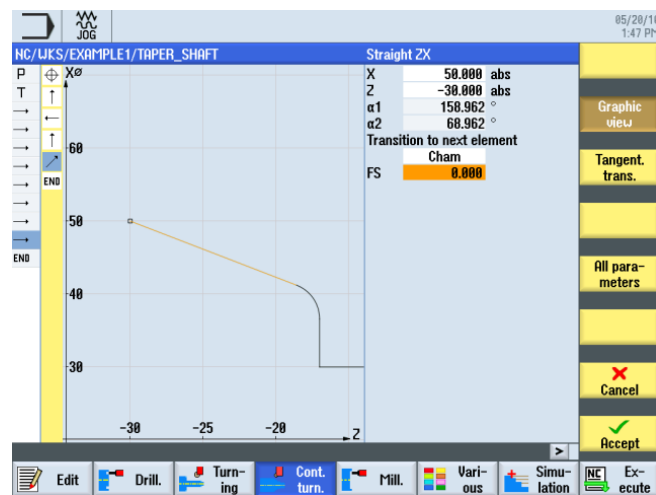 JOG
05/20/1
1:47 PM
NC/WKS/EXAMPLE1/TAPER_SHAFT
Straight ZX
P
T
END
END
XØ
60
50
40
30
-30
-25
-20
Z
X 50.000 abs
Z -30.000 abs
α1 158.962 °
α2 68.962 °
Transition to next element
Cham
FS 0.000
Graphic
view
Tangent.
trans.
All para-
meters
Cancel
Accept
>
Edit
Drill.
Turn-
ing
Cont.
turn.
Mill.
Vari-
ous
Simu-
lation
NC
Ex-
ecute